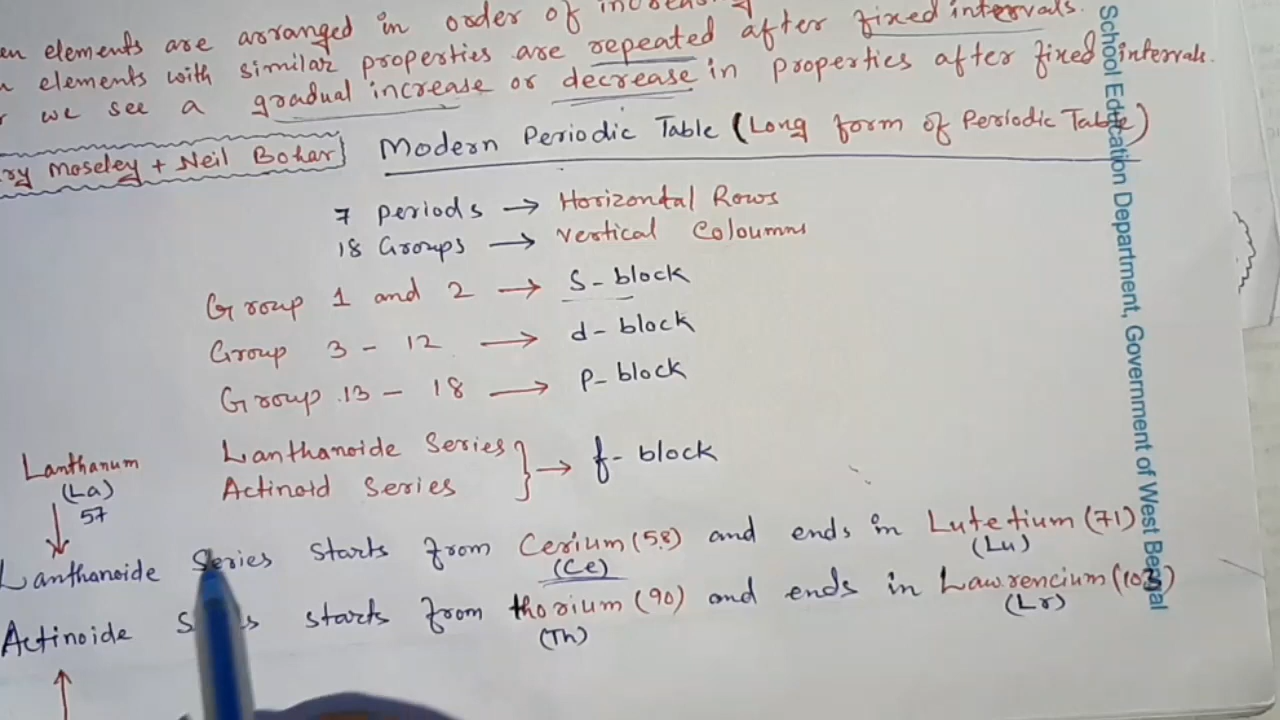 en elements are arranged in order of
elements with similar properties are repeated after fixed intervals.
we see a gradual increase or decrease in properties after fixed intervals.
ry Moseley + Neil Bohar]
Modern Periodic Table (Long form of Periodic Table)
7 Periods → Horizontal Rows
18 Groups → Vertical Coloumns
Group 1 and 2 → S-block
Group 3 - 12 → d-block
Group 13 - 18 → P-block
Lanthanoide Series
Actinoid Series } → f-block
Lanthanum
(La)
57
Lanthanoide Series Starts from Cerium (58) and ends in Lutetium (71)
(Ce) (Lu)
Actinoide starts from thorium (90) and ends in Lawrencium (103)
(Th) (Lr)
School Education Department, Government of West Bengal